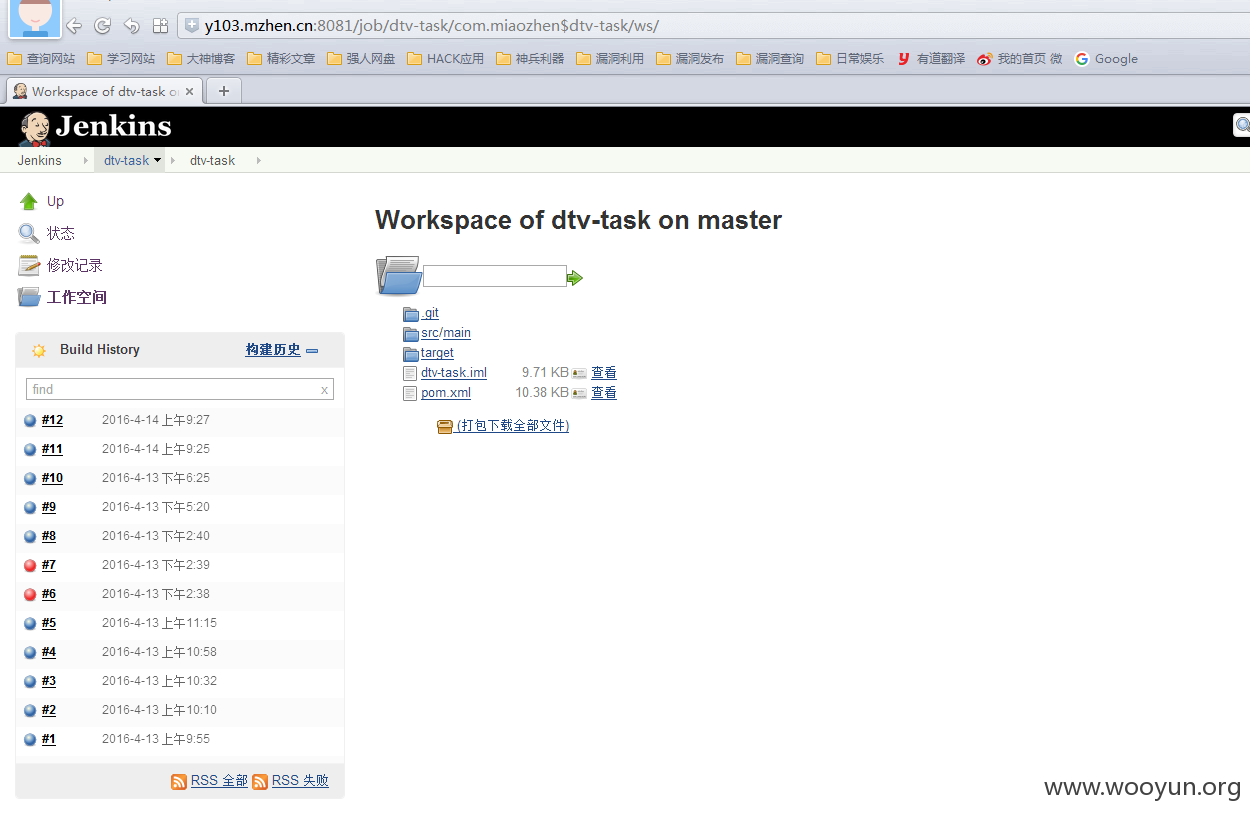 y103.mzhen.cn:8081/job/dtv-task/com.miaozhen$dtv-task/ws/
查询网站 学习网站 大神博客 精彩文章 强人网盘 HACK应用 神兵利器 漏洞利用 漏洞发布 漏洞查询 日常娱乐 有道翻译 我的首页 微 Google
Workspace of dtv-task o
Jenkins
Jenkins dtv-task dtv-task
Up
状态
修改记录
工作空间
Workspace of dtv-task on master
.git
src/main
target
dtv-task.iml 9.71 KB 查看
pom.xml 10.38 KB 查看
(打包下载全部文件)
Build History 构建历史
find x
#12 2016-4-14 上午9:27
#11 2016-4-14 上午9:25
#10 2016-4-13 下午6:25
#9 2016-4-13 下午5:20
#8 2016-4-13 下午2:40
#7 2016-4-13 下午2:39
#6 2016-4-13 下午2:38
#5 2016-4-13 上午11:15
#4 2016-4-13 上午10:58
#3 2016-4-13 上午10:32
#2 2016-4-13 上午10:10
#1 2016-4-13 上午9:55
RSS 全部 RSS 失败
www.wooyun.org